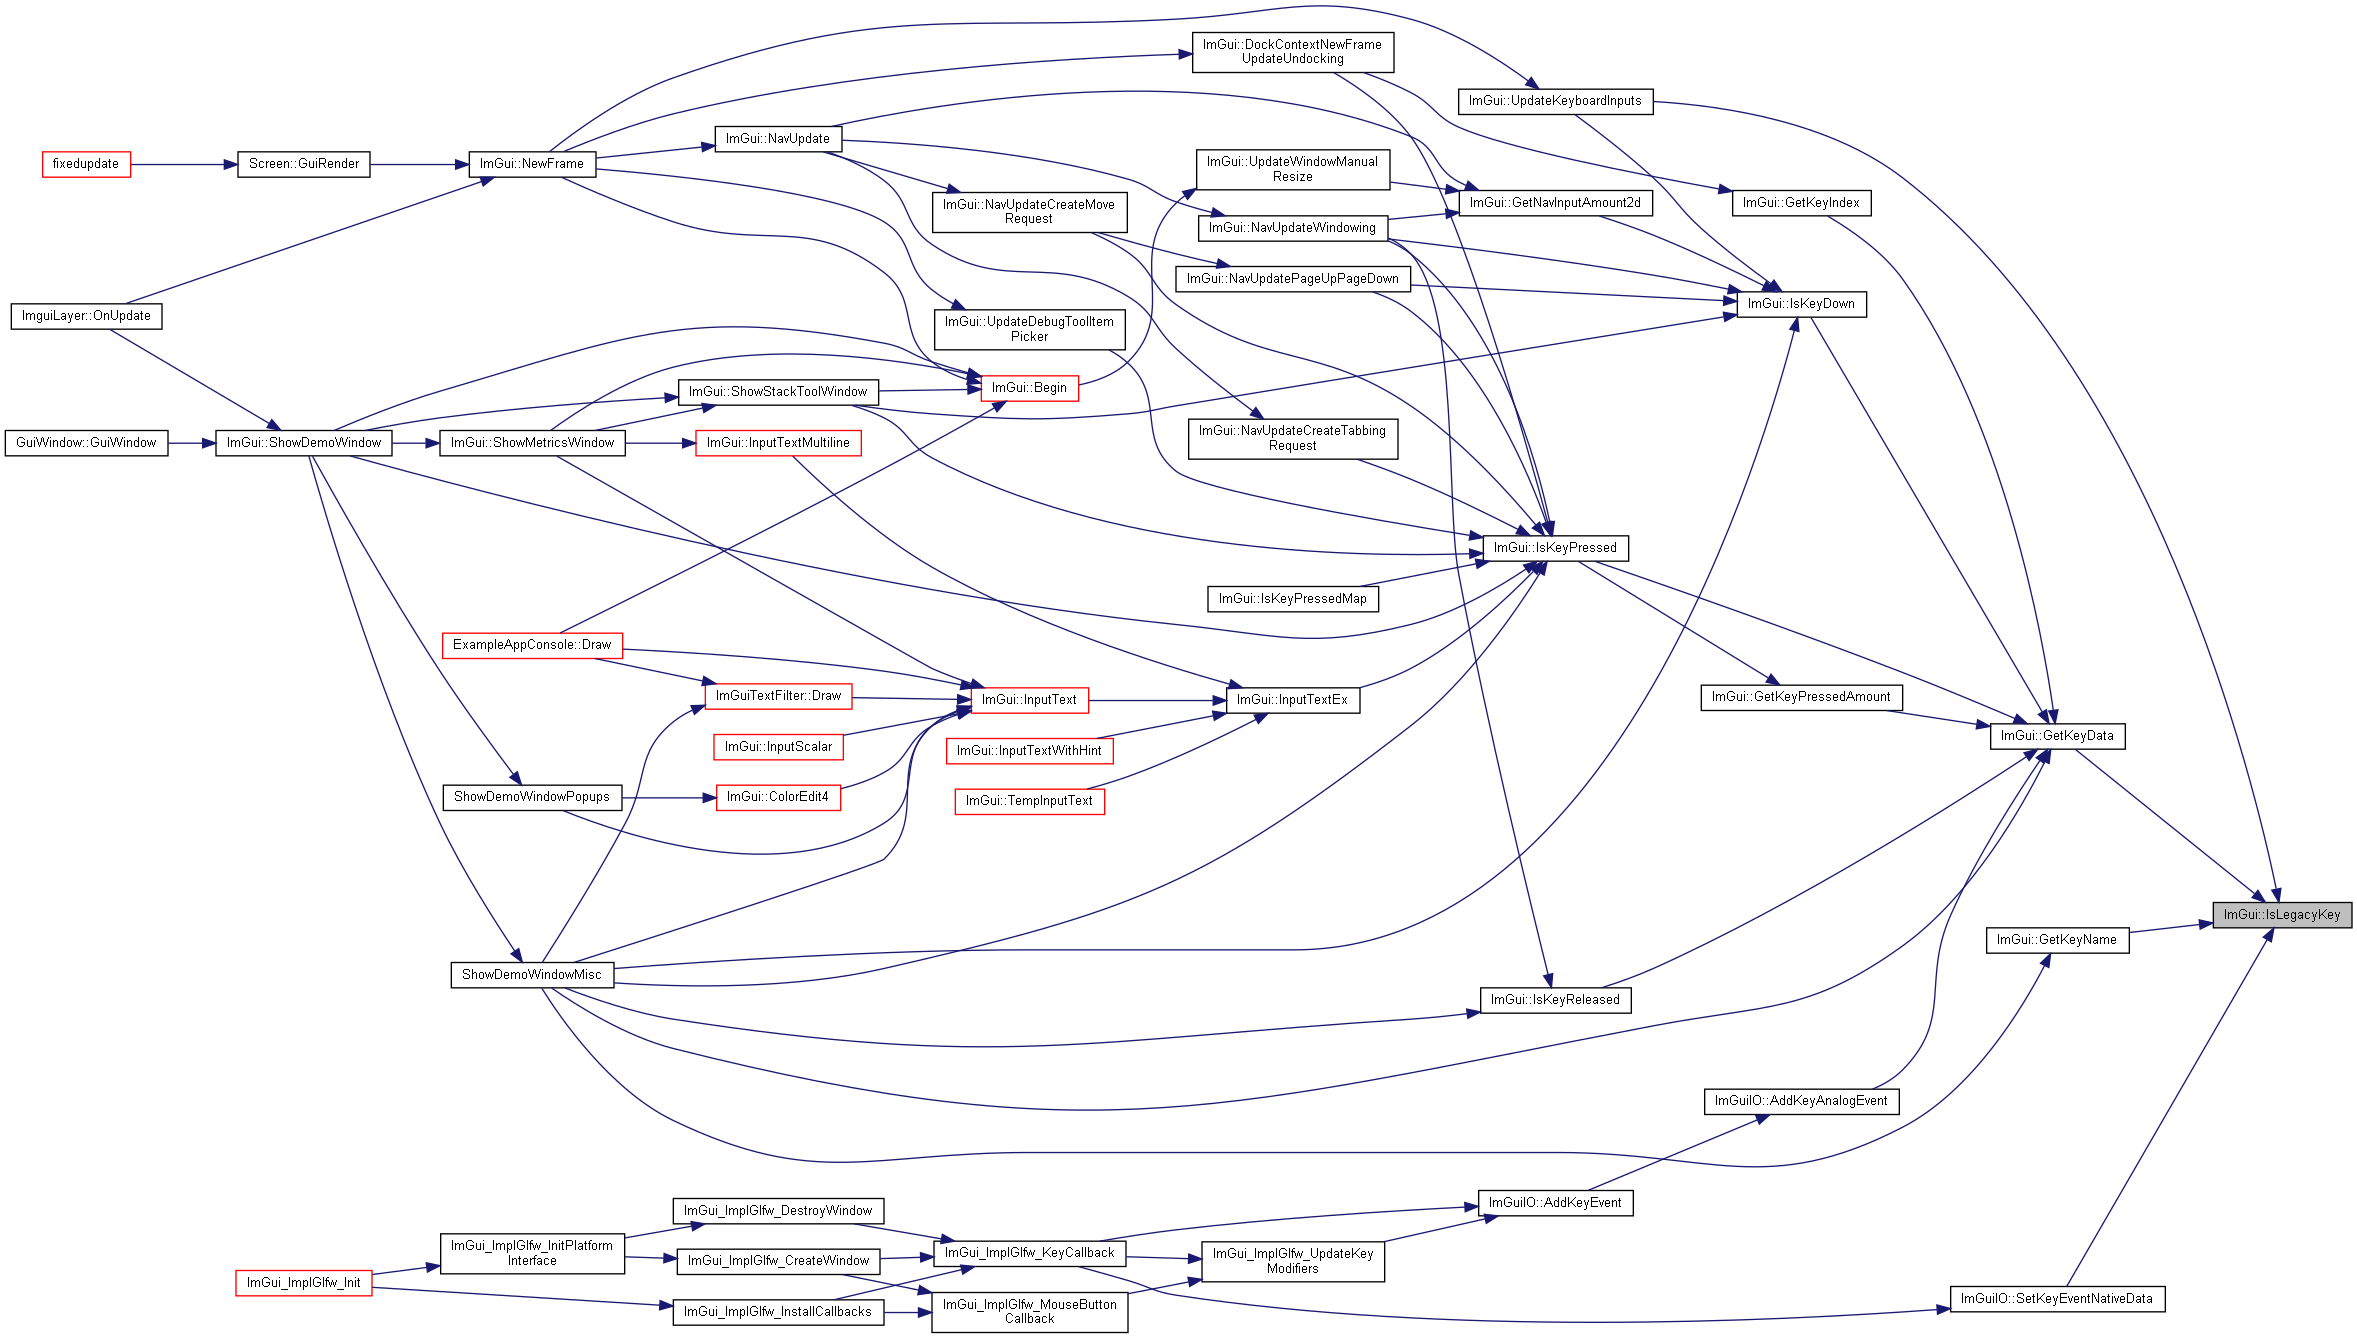 ImGui::DockContextNewFrame
UpdateUndocking
ImGui::UpdateKeyboardInputs
ImGui::NavUpdate
fixedupdate
Screen::GuiRender
ImGui::NewFrame
ImGui::UpdateWindowManual
Resize
ImGui::NavUpdateCreateMove
Request
ImGui::GetNavInputAmount2d
ImGui::GetKeyIndex
ImGui::NavUpdateWindowing
ImGui::NavUpdatePageUpPageDown
ImGui::IsKeyDown
ImguiLayer::OnUpdate
ImGui::UpdateDebugToolItem
Picker
ImGui::Begin
ImGui::ShowStackToolWindow
GuiWindow::GuiWindow
ImGui::ShowDemoWindow
ImGui::ShowMetricsWindow
ImGui::InputTextMultiline
ImGui::NavUpdateCreateTabbing
Request
ImGui::IsKeyPressed
ImGui::IsKeyPressedMap
ExampleAppConsole::Draw
ImGuiTextFilter::Draw
ImGui::InputText
ImGui::InputTextEx
ImGui::GetKeyPressedAmount
ImGui::GetKeyData
ImGui::InputScalar
ImGui::InputTextWithHint
ShowDemoWindowPopups
ImGui::ColorEdit4
ImGui::TempInputText
ImGui::IsLegacyKey
ImGui::GetKeyName
ShowDemoWindowMisc
ImGui::IsKeyReleased
ImGuiIO::AddKeyAnalogEvent
ImGuiIO::AddKeyEvent
ImGui_ImplGlfw_DestroyWindow
ImGui_ImplGlfw_InitPlatform
Interface
ImGui_ImplGlfw_CreateWindow
ImGui_ImplGlfw_KeyCallback
ImGui_ImplGlfw_UpdateKey
Modifiers
ImGui_ImplGlfw_Init
ImGui_ImplGlfw_InstallCallbacks
ImGui_ImplGlfw_MouseButton
Callback
ImGuiIO::SetKeyEventNativeData